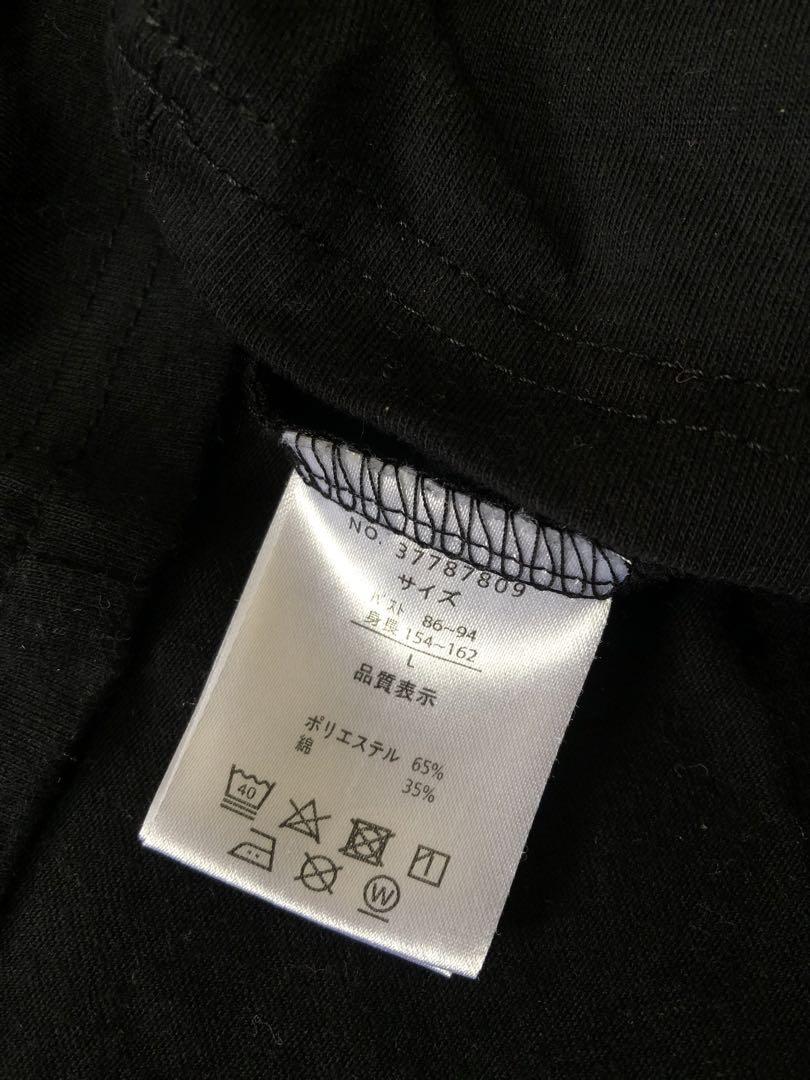 NO. 37787809
サイズ
バスト 86~94
身長 154~162
L
品質表示
ポリエステル 65%
綿 35%
40
W